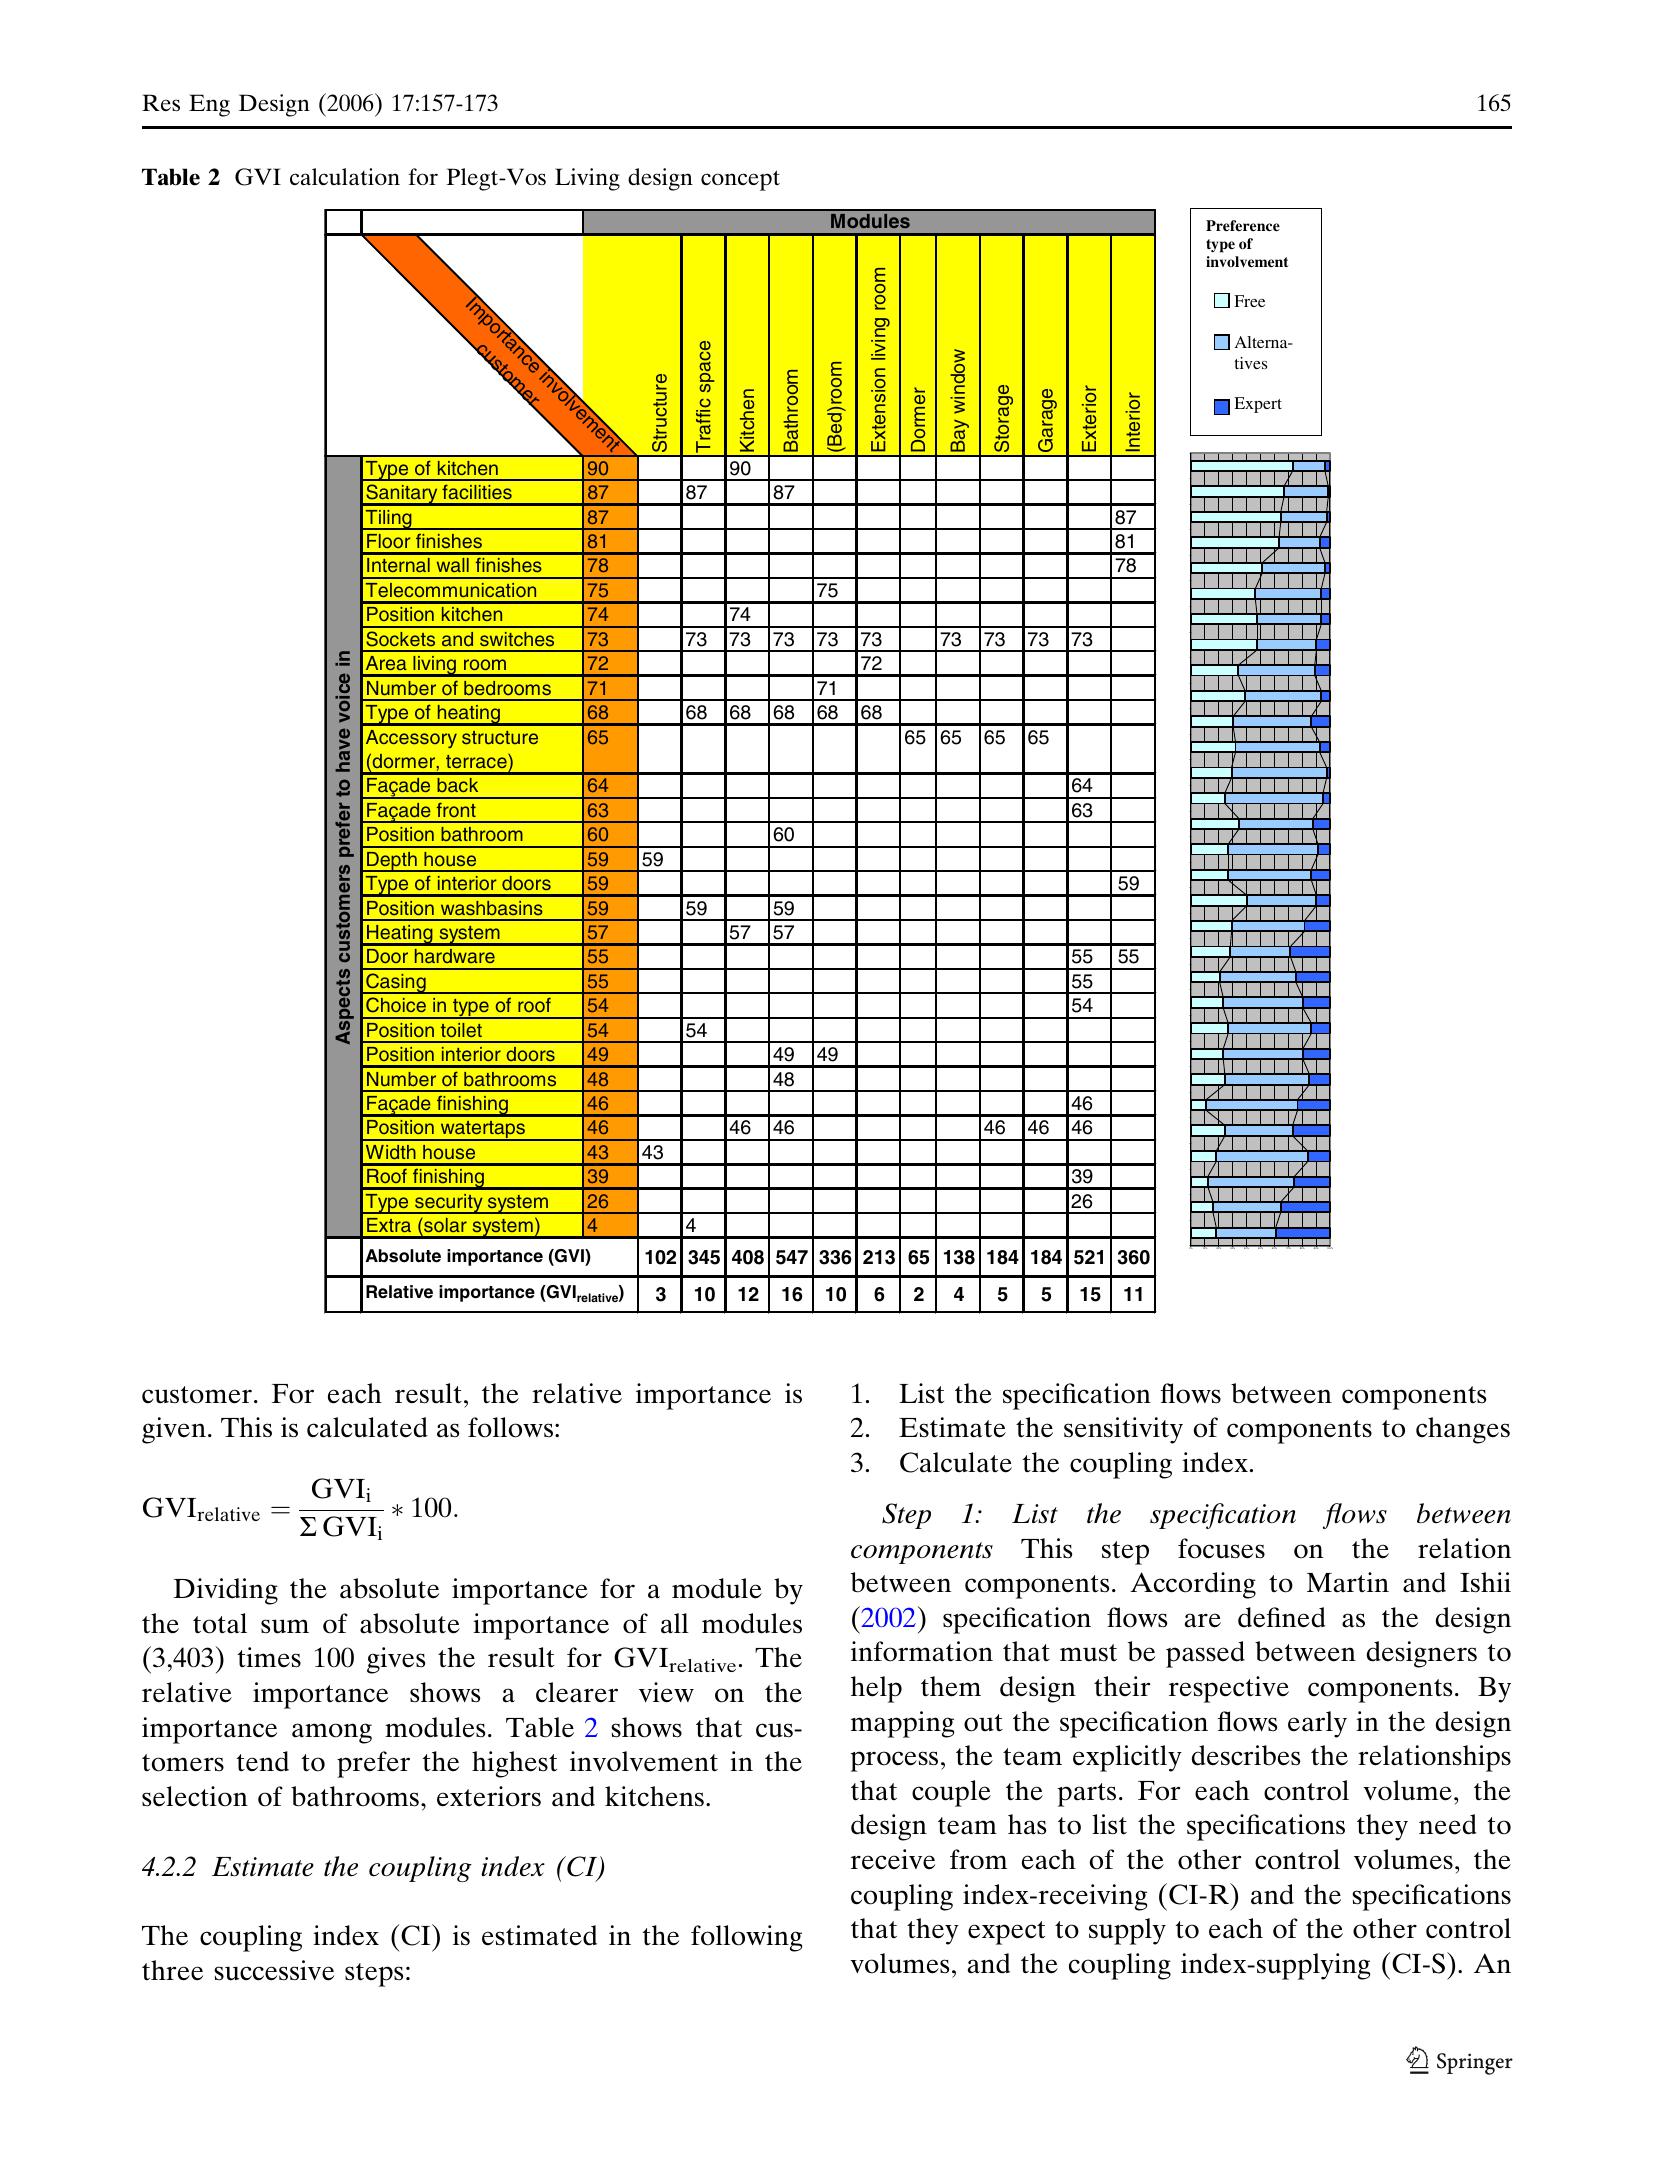 Res Eng Design (2006) 17:157-173 165
Table 2 GVI calculation for Plegt-Vos Living design concept
Modules
Importance involvement
customer
Structure
Traffic space
Kitchen
Bathroom
(Bed)room
Extension living room
Dormer
Bay window
Storage
Garage
Exterior
Interior
Preference
type of
involvement
Free
Alterna-
tives
Expert
Aspects customers prefer to have voice in
Type of kitchen 90 90
Sanitary facilities 87 87 87
Tiling 87 87
Floor finishes 81 81
Internal wall finishes 78 78
Telecommunication 75 75
Position kitchen 74 74
Sockets and switches 73 73 73 73 73 73 73 73 73 73
Area living room 72 72
Number of bedrooms 71 71
Type of heating 68 68 68 68 68 68
Accessory structure 65 65 65 65 65
(dormer, terrace)
Façade back 64 64
Façade front 63 63
Position bathroom 60 60
Depth house 59 59
Type of interior doors 59 59
Position washbasins 59 59 59
Heating system 57 57 57
Door hardware 55 55 55
Casing 55 55
Choice in type of roof 54 54
Position toilet 54 54
Position interior doors 49 49 49
Number of bathrooms 48 48
Façade finishing 46 46
Position watertaps 46 46 46 46 46 46
Width house 43 43
Roof finishing 39 39
Type security system 26 26
Extra (solar system) 4 4
Absolute importance (GVI) 102 345 408 547 336 213 65 138 184 184 521 360
Relative importance (GVIrelative) 3 10 12 16 10 6 2 4 5 5 15 11
customer. For each result, the relative importance is
given. This is calculated as follows:
GVIrelative = GVIi / Σ GVIi * 100.
Dividing the absolute importance for a module by
the total sum of absolute importance of all modules
(3,403) times 100 gives the result for GVIrelative. The
relative importance shows a clearer view on the
importance among modules. Table 2 shows that cus-
tomers tend to prefer the highest involvement in the
selection of bathrooms, exteriors and kitchens.
4.2.2 Estimate the coupling index (CI)
The coupling index (CI) is estimated in the following
three successive steps:
1. List the specification flows between components
2. Estimate the sensitivity of components to changes
3. Calculate the coupling index.
Step 1: List the specification flows between
components This step focuses on the relation
between components. According to Martin and Ishii
(2002) specification flows are defined as the design
information that must be passed between designers to
help them design their respective components. By
mapping out the specification flows early in the design
process, the team explicitly describes the relationships
that couple the parts. For each control volume, the
design team has to list the specifications they need to
receive from each of the other control volumes, the
coupling index-receiving (CI-R) and the specifications
that they expect to supply to each of the other control
volumes, and the coupling index-supplying (CI-S). An
Springer